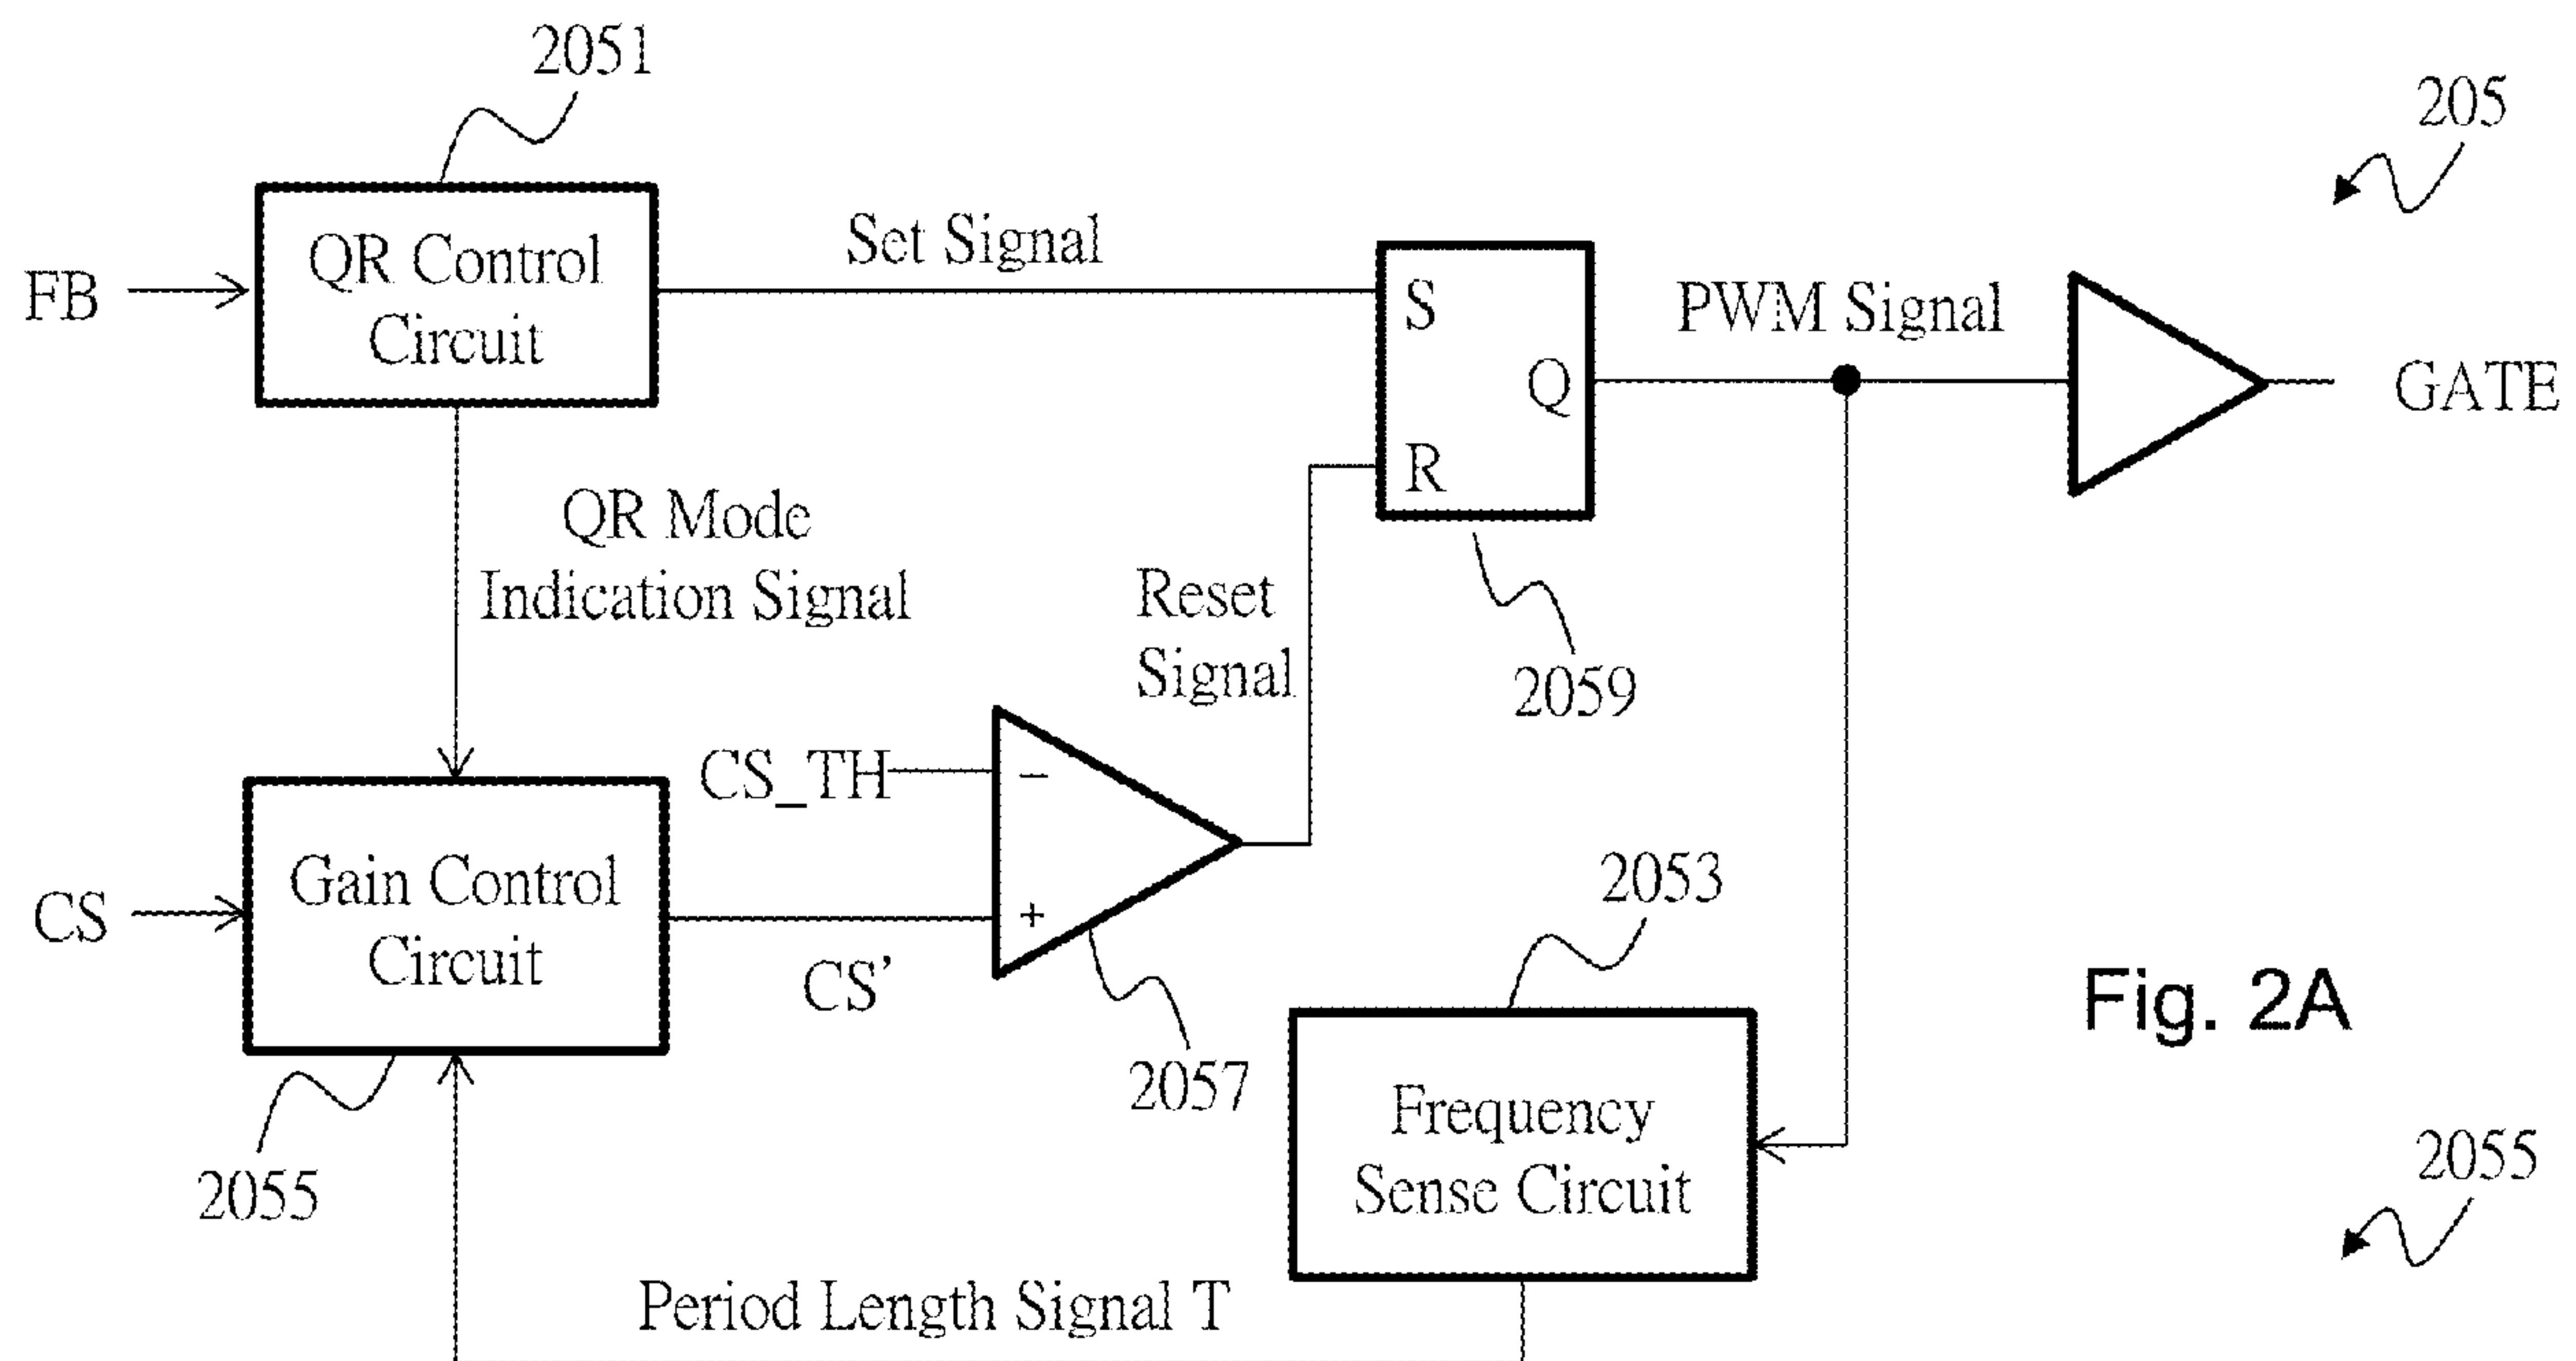 2051
205
QR Control
Circuit
FB
Set Signal
S
Q
R
PWM Signal
GATE
QR Mode
Indication Signal
Reset
Signal
2059
CS_TH
−
+
Gain Control
Circuit
CS
CS’
2057
2053
Frequency
Sense Circuit
Fig. 2A
2055
2055
Period Length Signal T